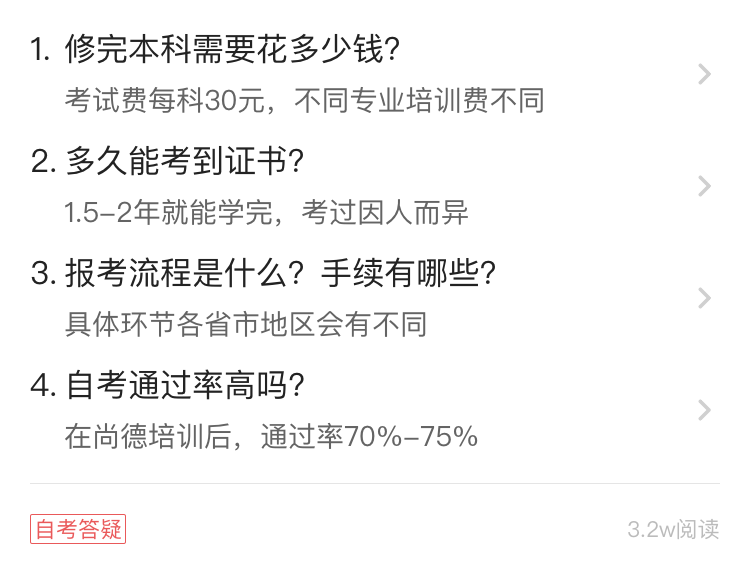 1. 修完本科需要花多少钱？
考试费每科30元，不同专业培训费不同
2. 多久能考到证书？
1.5-2年就能学完，考过因人而异
3. 报考流程是什么？手续有哪些？
具体环节各省市地区会有不同
4. 自考通过率高吗？
在尚德培训后，通过率70%-75%
自考答疑
3.2w阅读